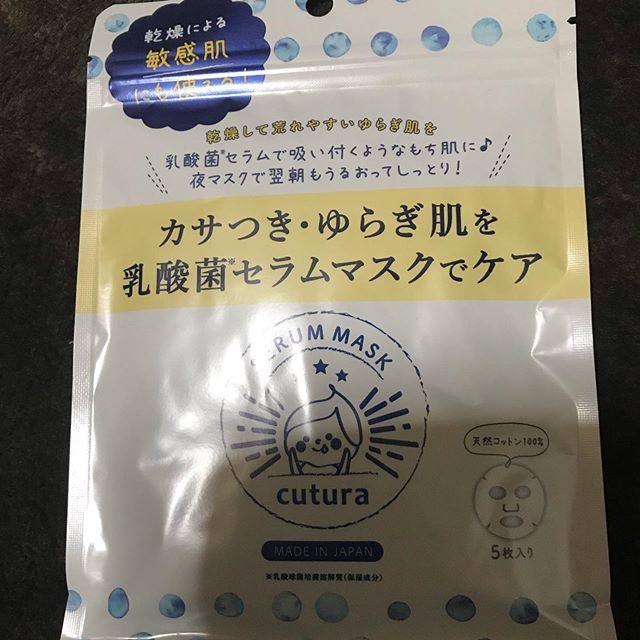 乾燥による
敏感肌
にも使える!
乾燥して荒れやすいゆらぎ肌を
乳酸菌※セラムで吸い付くようなもち肌に♪
夜マスクで翌朝もうるおってしっとり!
カサつき・ゆらぎ肌を
乳酸菌※セラムマスクでケア
SERUM MASK
cutura
天然コットン100%
5枚入り
MADE IN JAPAN
※乳酸球菌培養溶解質(保湿成分)